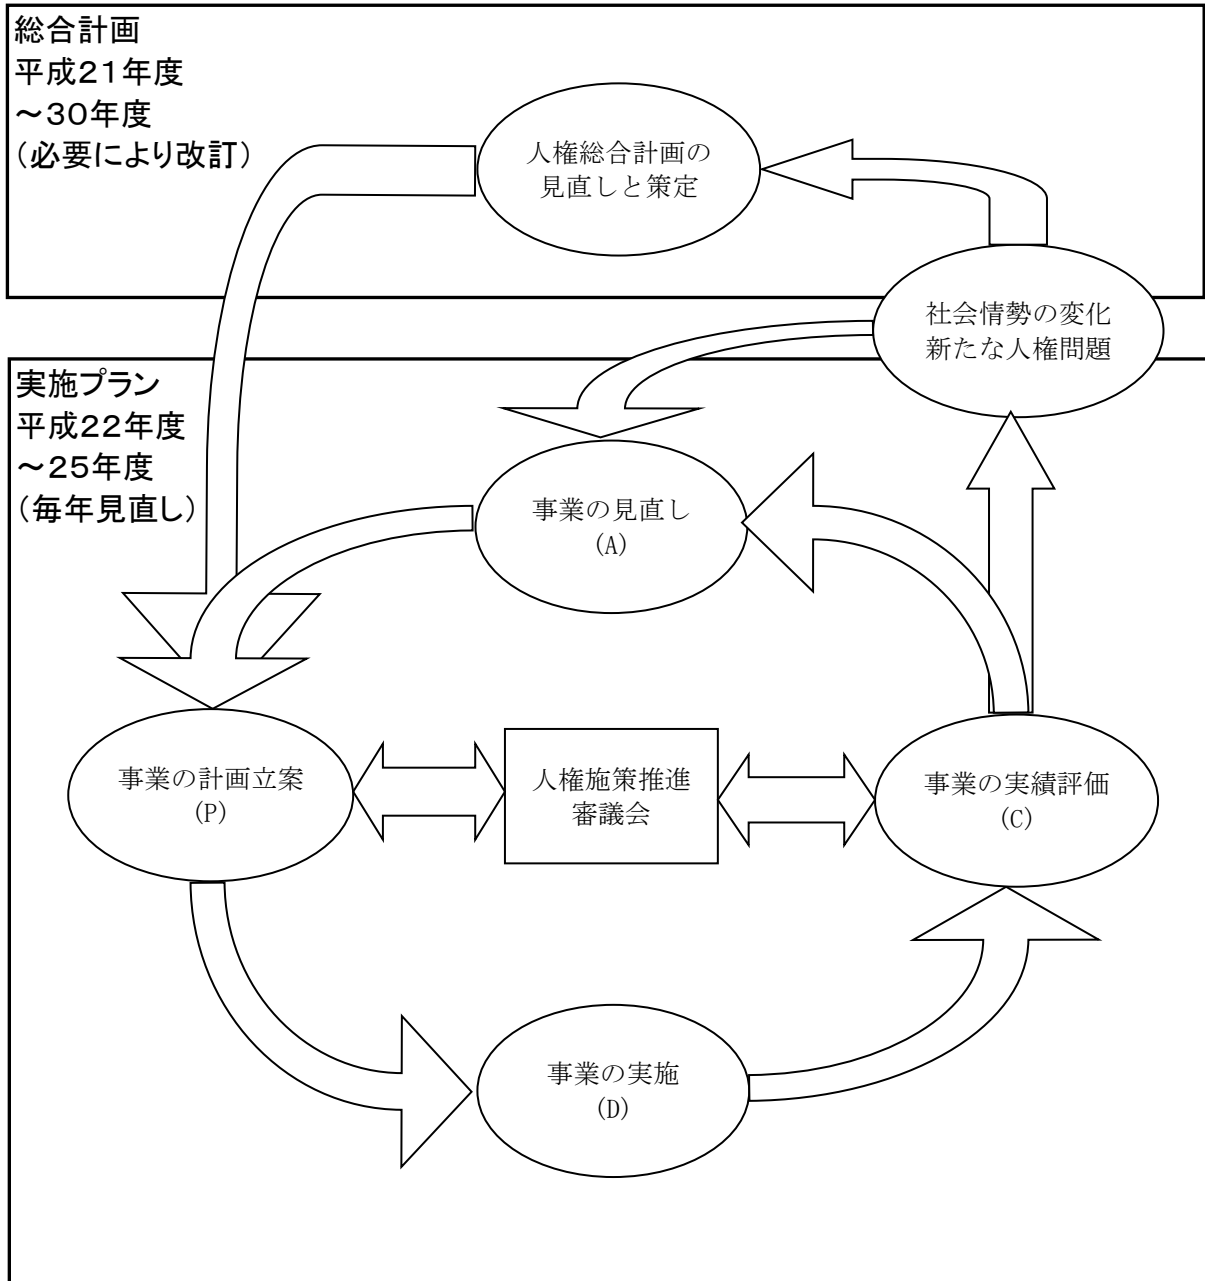 総合計画
平成21年度
～30年度
（必要により改訂）
人権総合計画の
見直しと策定
社会情勢の変化
新たな人権問題
実施プラン
平成22年度
～25年度
（毎年見直し）
事業の見直し
(A)
事業の計画立案
(P)
人権施策推進
審議会
事業の実績評価
(C)
事業の実施
(D)